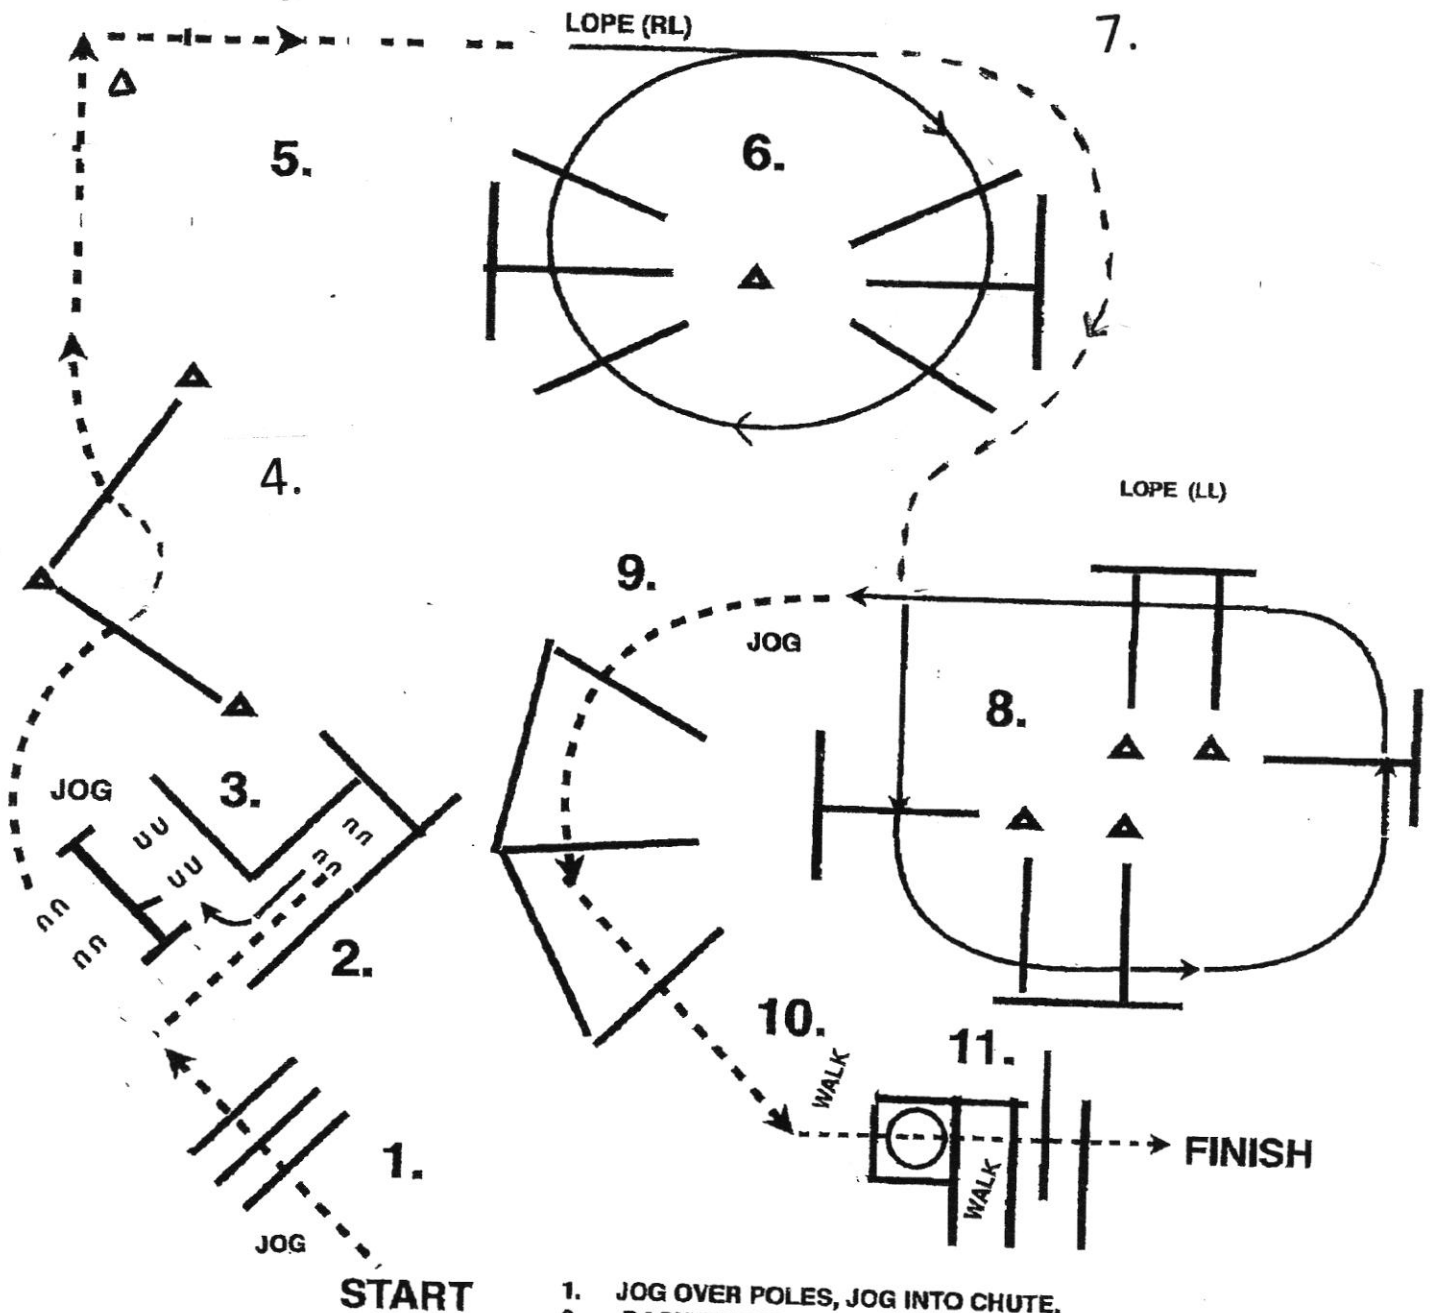 LOPE (RL)
7.
5.
6.
4.
LOPE (LL)
9.
JOG
8.
JOG
3.
2.
10.
WALK
11.
FINISH
WALK
1.
JOG
START
1. JOG OVER POLES, JOG INTO CHUTE.